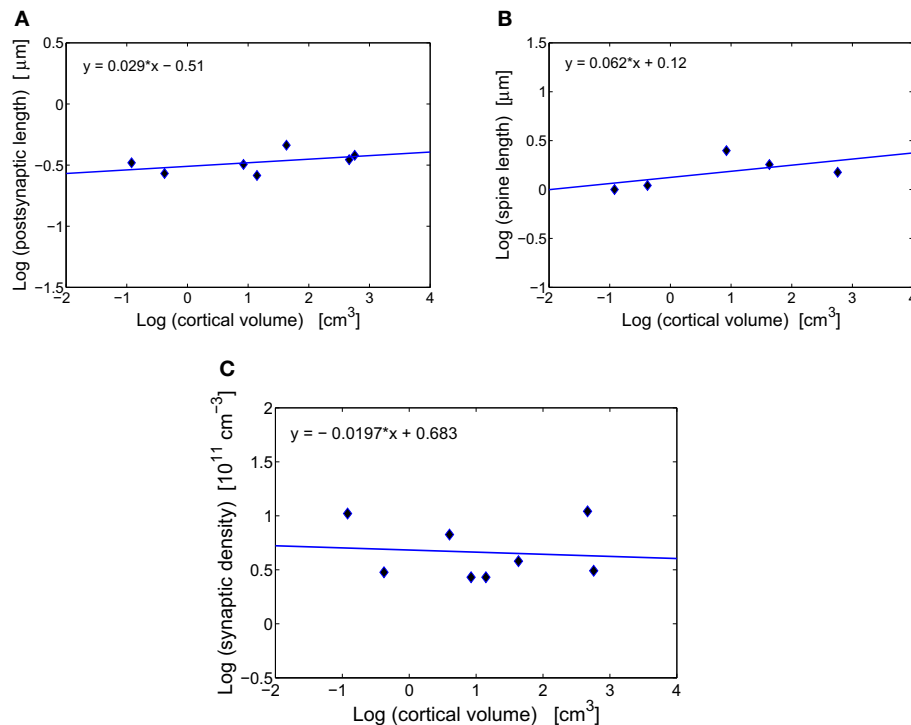 A
Log (postsynaptic length) [ μm]
0.5
0
−0.5
−1
−1.5
y = 0.029*x − 0.51
−2 −1 0 1 2 3 4
Log (cortical volume) [cm³]
B
Log (spine length) [μm]
1.5
1
0.5
0
−0.5
−1
y = 0.062*x + 0.12
−2 −1 0 1 2 3 4
Log (cortical volume) [cm³]
C
Log (synaptic density) [10¹¹ cm⁻³]
2
1.5
1
0.5
0
−0.5
y = − 0.0197*x + 0.683
−2 −1 0 1 2 3 4
Log (cortical volume) [cm³]